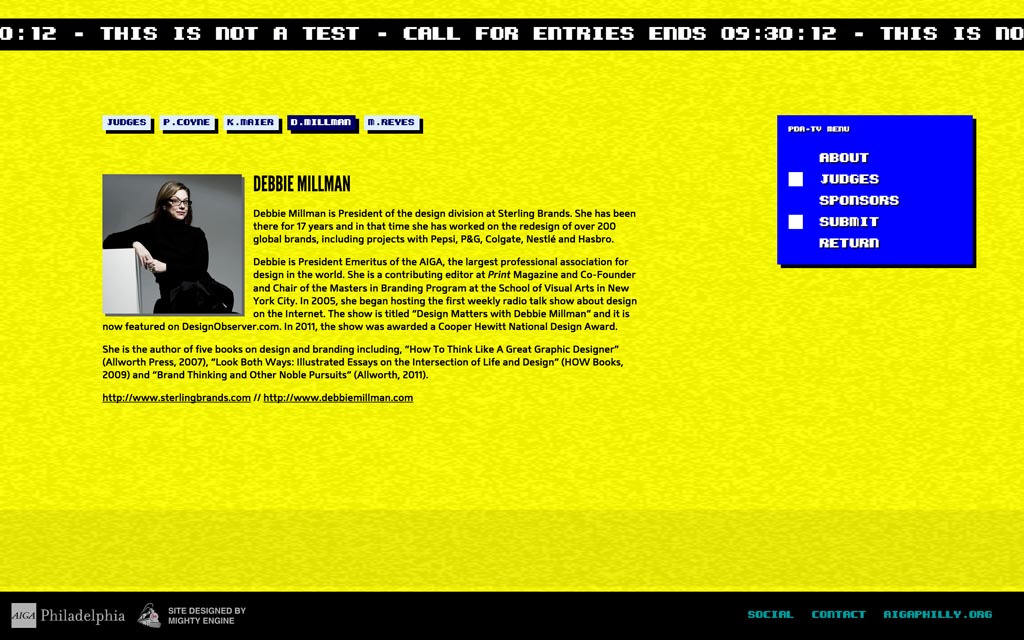 0:12 - THIS IS NOT A TEST - CALL FOR ENTRIES ENDS 09:30:12 - THIS IS NO
JUDGES P.COYNE K.MAIER D.MILLMAN M.REYES
PDA-TV MENU
ABOUT
JUDGES
SPONSORS
SUBMIT
RETURN
DEBBIE MILLMAN
Debbie Millman is President of the design division at Sterling Brands. She has been
there for 17 years and in that time she has worked on the redesign of over 200
global brands, including projects with Pepsi, P&G, Colgate, Nestlé and Hasbro.
Debbie is President Emeritus of the AIGA, the largest professional association for
design in the world. She is a contributing editor at Print Magazine and Co-Founder
and Chair of the Masters in Branding Program at the School of Visual Arts in New
York City. In 2005, she began hosting the first weekly radio talk show about design
on the Internet. The show is titled “Design Matters with Debbie Millman” and it is
now featured on DesignObserver.com. In 2011, the show was awarded a Cooper Hewitt National Design Award.
She is the author of five books on design and branding including, “How To Think Like A Great Graphic Designer”
(Allworth Press, 2007), “Look Both Ways: Illustrated Essays on the Intersection of Life and Design” (HOW Books,
2009) and “Brand Thinking and Other Noble Pursuits” (Allworth, 2011).
http://www.sterlingbrands.com // http://www.debbiemillman.com
AIGA Philadelphia
SITE DESIGNED BY
MIGHTY ENGINE
SOCIAL CONTACT AIGAPHILLY.ORG